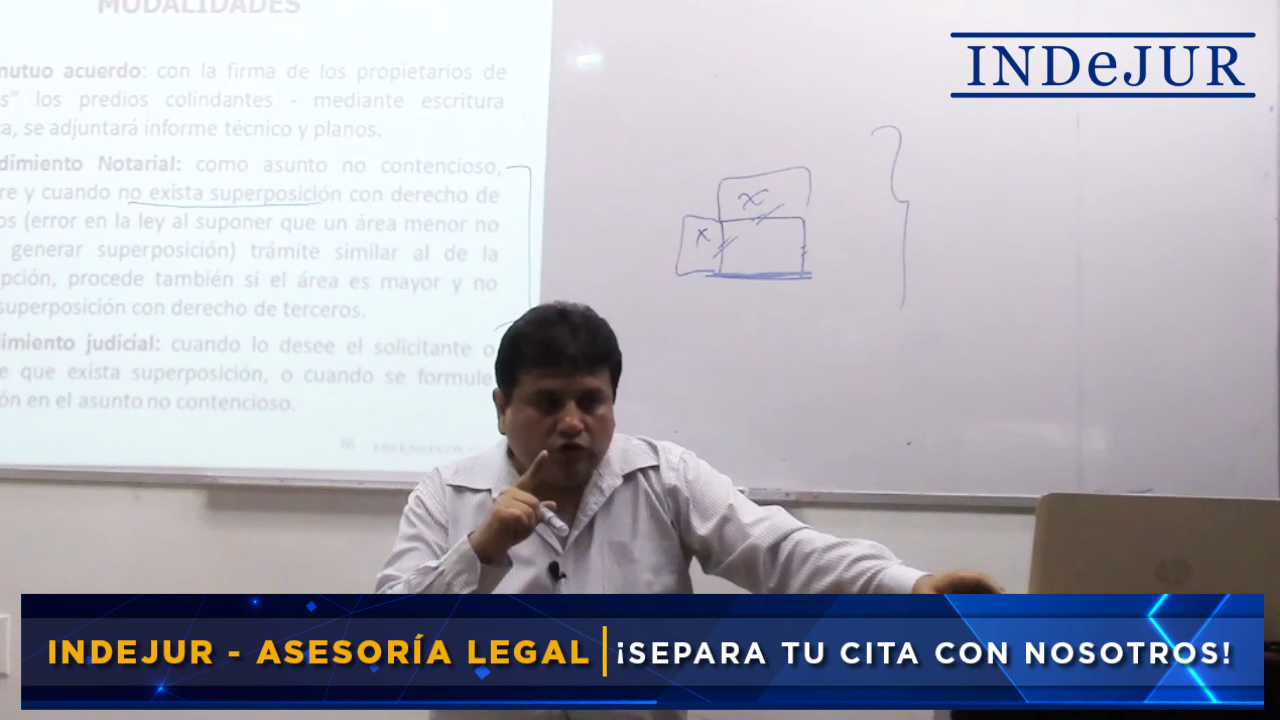 MODALIDADES
INDeJUR
mutuo acuerdo: con la firma de los propietarios de
s” los predios colindantes - mediante escritura
a, se adjuntará informe técnico y planos.
dimiento Notarial: como asunto no contencioso,
re y cuando no exista superposición con derecho de
os (error en la ley al suponer que un área menor no
generar superposición) trámite similar al de la
pción, procede también si el área es mayor y no
superposición con derecho de terceros.
limiento judicial: cuando lo desee el solicitante o
e que exista superposición, o cuando se formule
ón en el asunto no contencioso.
x
x
INDEJUR - ASESORÍA LEGAL
¡SEPARA TU CITA CON NOSOTROS!